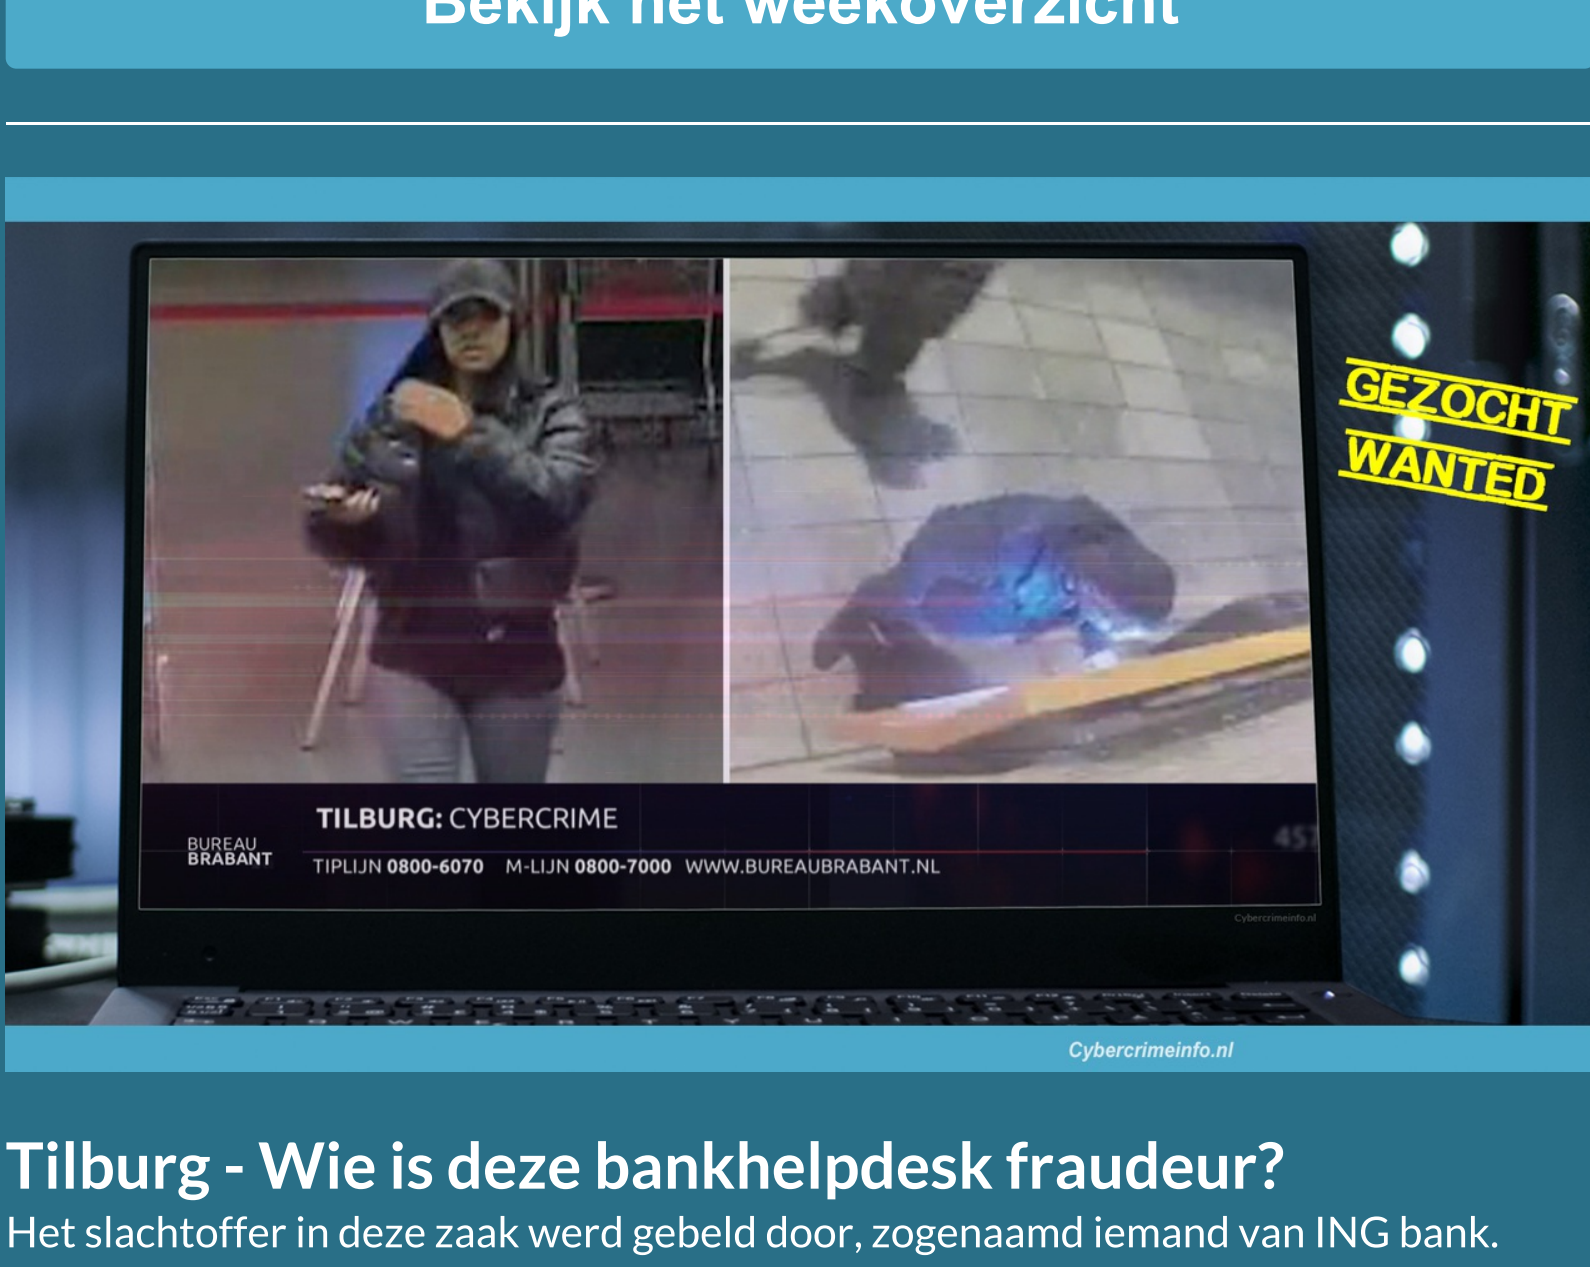 Bekijk het weekoverzicht
GEZOCHT
WANTED
TILBURG: CYBERCRIME
BUREAU
BRABANT
TIPLIJN 0800-6070 M-LIJN 0800-7000 WWW.BUREAUBRABANT.NL
457
Cybercrimeinfo.nl
Cybercrimeinfo.nl
Tilburg - Wie is deze bankhelpdesk fraudeur?
Het slachtoffer in deze zaak werd gebeld door, zogenaamd iemand van ING bank.